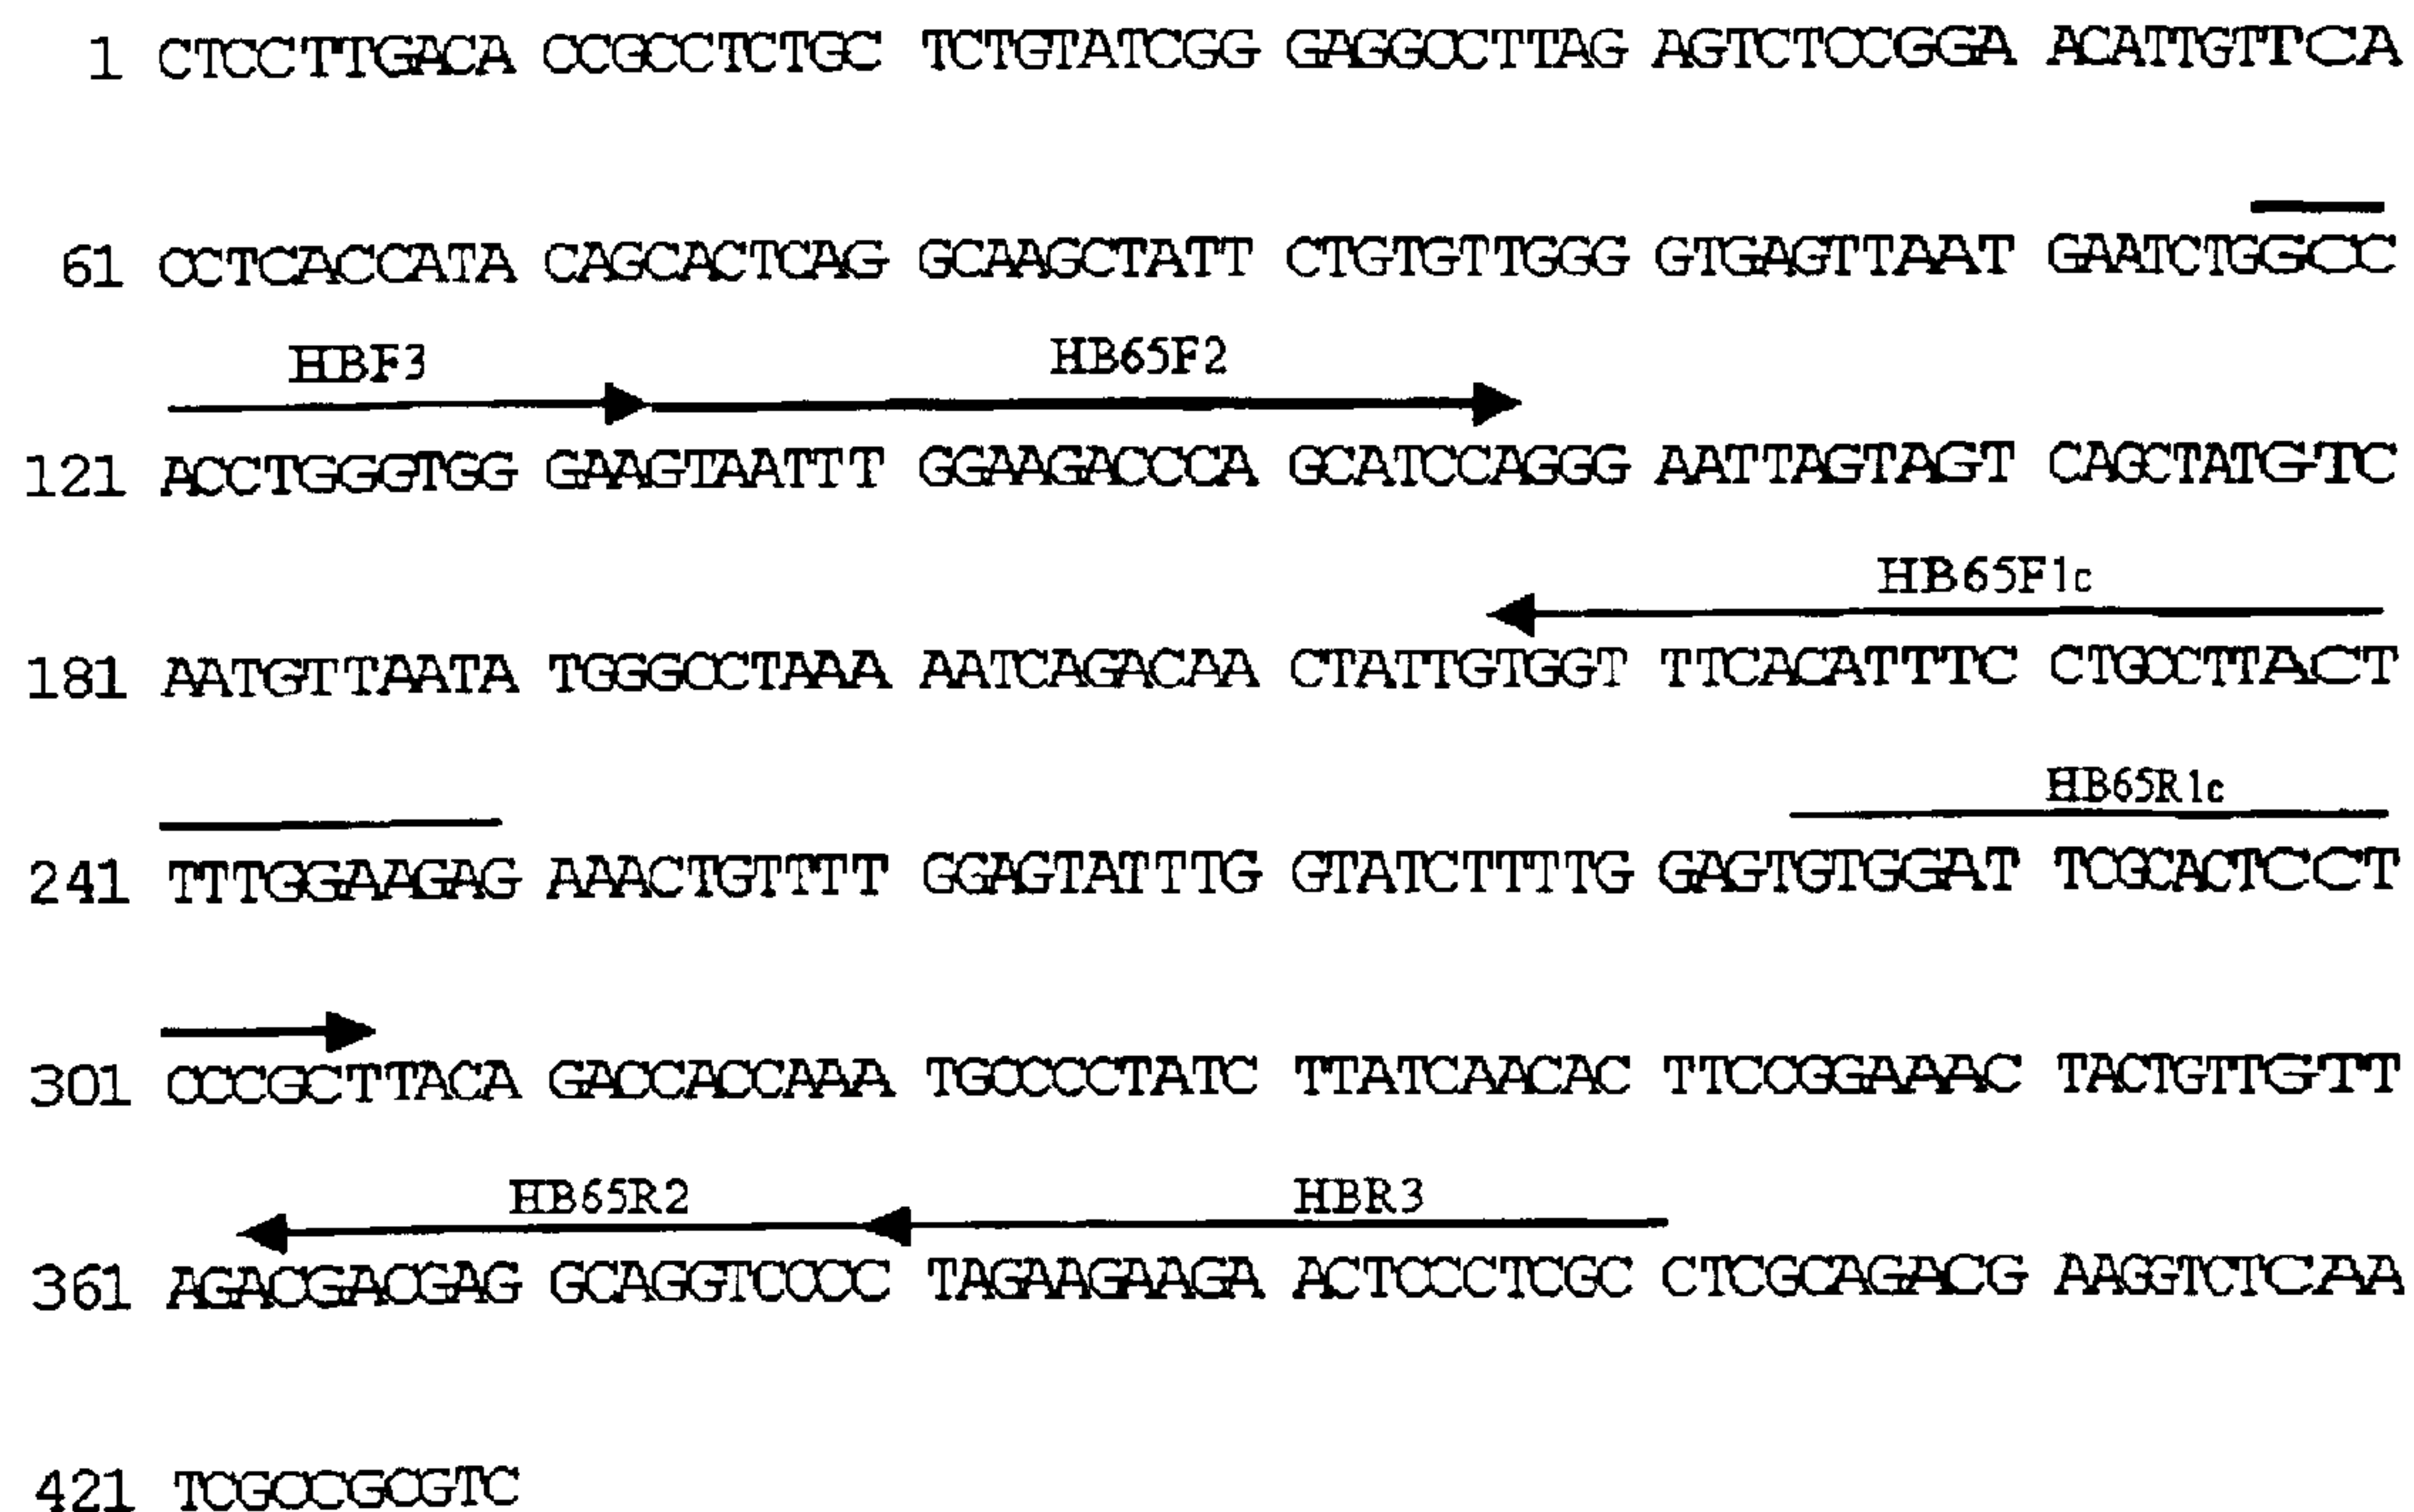 1 CTCCTTGACA CCGCCTCTGC TCTGTATCGG GAGGCCTTAG AGTCTCCGGA ACATTGTTCA
61 CCTCACCATA CAGCACTCAG GCAAGCTATT CTGTGTTGGG GTGAGTTAAT GAATCTGGCC
HBF3 HB65F2
121 ACCTGGGTGG GAAGTAATTT GGAAGACCCA GCATCCAGGG AATTAGTAGT CAGCTATGTC
HB65F1c
181 AATGTTAATA TGGGCCTAAA AATCAGACAA CTATTGTGGT TTCACATTTC CTGCCTTACT
HB65R1c
241 TTTGGAAGAG AAACTGTTTT GGAGTATTTG GTATCTTTTG GAGTGTGGAT TCGCACTCCT
301 CCCGCTTACA GACCACCAAA TGCCCCTATC TTATCAACAC TTCCGGAAAC TACTGTTGTT
HB65R2 HBR3
361 AGACGACGAG GCAGGTCCCC TAGAAGAAGA ACTCCCTCGC CTCGCAGACG AAGGTCTCAA
421 TCGCCGCGTC